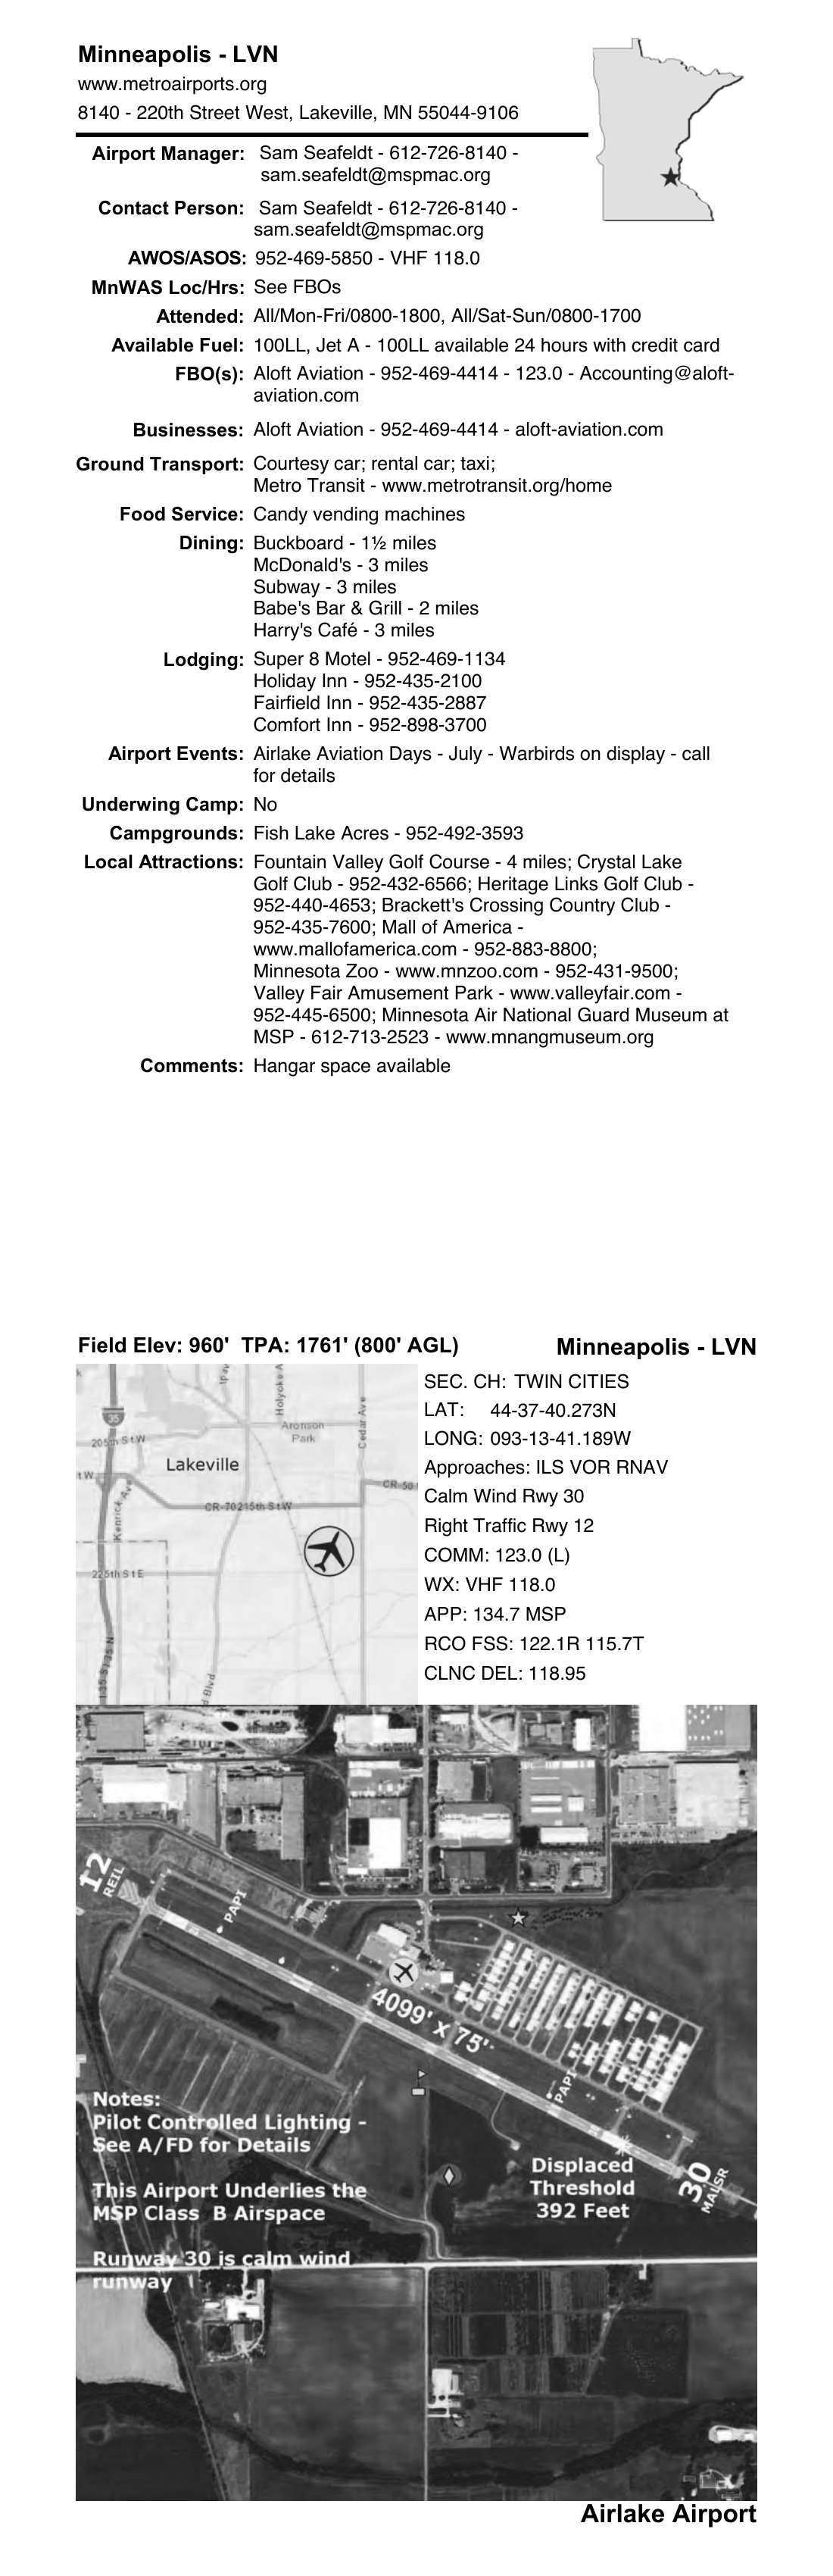 Minneapolis - LVN
www.metroairports.org
8140 - 220th Street West, Lakeville, MN 55044-9106
Airport Manager: Sam Seafeldt - 612-726-8140 -
sam.seafeldt@mspmac.org
Contact Person: Sam Seafeldt - 612-726-8140 -
sam.seafeldt@mspmac.org
AWOS/ASOS: 952-469-5850 - VHF 118.0
MnWAS Loc/Hrs: See FBOs
Attended: All/Mon-Fri/0800-1800, All/Sat-Sun/0800-1700
Available Fuel: 100LL, Jet A - 100LL available 24 hours with credit card
FBO(s): Aloft Aviation - 952-469-4414 - 123.0 - Accounting@aloft-
aviation.com
Businesses: Aloft Aviation - 952-469-4414 - aloft-aviation.com
Ground Transport: Courtesy car; rental car; taxi;
Metro Transit - www.metrotransit.org/home
Food Service: Candy vending machines
Dining: Buckboard - 1½ miles
McDonald's - 3 miles
Subway - 3 miles
Babe's Bar & Grill - 2 miles
Harry's Café - 3 miles
Lodging: Super 8 Motel - 952-469-1134
Holiday Inn - 952-435-2100
Fairfield Inn - 952-435-2887
Comfort Inn - 952-898-3700
Airport Events: Airlake Aviation Days - July - Warbirds on display - call
for details
Underwing Camp: No
Campgrounds: Fish Lake Acres - 952-492-3593
Local Attractions: Fountain Valley Golf Course - 4 miles; Crystal Lake
Golf Club - 952-432-6566; Heritage Links Golf Club -
952-440-4653; Brackett's Crossing Country Club -
952-435-7600; Mall of America -
www.mallofamerica.com - 952-883-8800;
Minnesota Zoo - www.mnzoo.com - 952-431-9500;
Valley Fair Amusement Park - www.valleyfair.com -
952-445-6500; Minnesota Air National Guard Museum at
MSP - 612-713-2523 - www.mnangmuseum.org
Comments: Hangar space available
Field Elev: 960' TPA: 1761' (800' AGL)
Minneapolis - LVN
35
205th St W
Holyoke A
Aronson
Park
Cedar Ave
Lakeville
t W
Kenrick Ave
CR-70 215th St W
CR-50
225th St E
I 35 S I 35 N
d Blvd
SEC. CH: TWIN CITIES
LAT: 44-37-40.273N
LONG: 093-13-41.189W
Approaches: ILS VOR RNAV
Calm Wind Rwy 30
Right Traffic Rwy 12
COMM: 123.0 (L)
WX: VHF 118.0
APP: 134.7 MSP
RCO FSS: 122.1R 115.7T
CLNC DEL: 118.95
12
REIL
PAPI
4099' x 75'
PAPI
30
MALSR
Displaced
Threshold
392 Feet
Notes:
Pilot Controlled Lighting -
See A/FD for Details
This Airport Underlies the
MSP Class B Airspace
Runway 30 is calm wind
runway
Airlake Airport